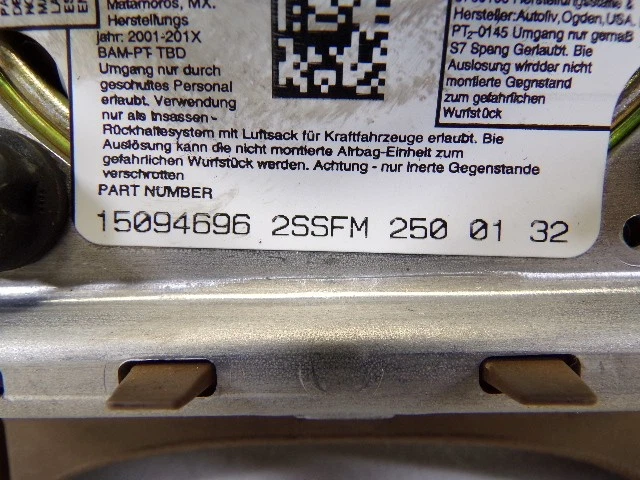 Matamoros, MX.
Herstellungs
jahr: 2001-201X
BAM-PT TBD
Umgang nur durch
geschultes Personal
erlaubt. Verwendung
nur als Insassen-
Rückhaltesystem mit Luftsack für Kraftfahrzeuge erlaubt. Bie
Auslösung kann die nicht montierte Airbag-Einheit zum
gefahrlichen Wurfstück werden. Achtung - nur inerte Gegenstande
verschrotten
Hersteller: Autoliv, Ogden, USA
PT2-0145 Umgang nur gemaß
S7 Speng Gerlaubt. Bie
Auslosung wirdder nicht
montierte Gegnstand
zum gefahrlichen
Wurfstück
PART NUMBER
15094696 2SSFM 250 01 32